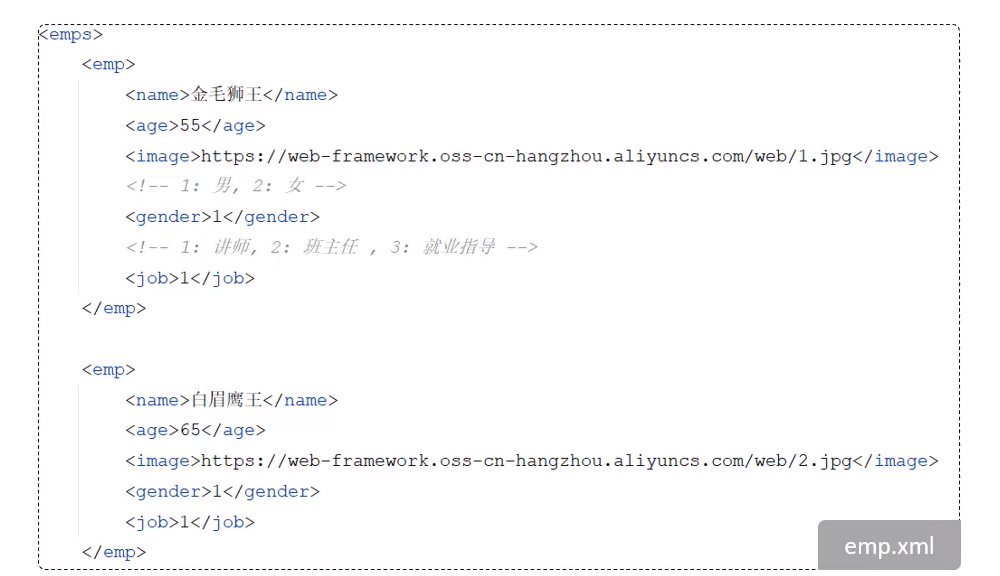 <emps>
<emp>
<name>金毛狮王</name>
<age>55</age>
<image>https://web-framework.oss-cn-hangzhou.aliyuncs.com/web/1.jpg</image>
<!-- 1: 男, 2: 女 -->
<gender>1</gender>
<!-- 1: 讲师, 2: 班主任 , 3: 就业指导 -->
<job>1</job>
</emp>
<emp>
<name>白眉鹰王</name>
<age>65</age>
<image>https://web-framework.oss-cn-hangzhou.aliyuncs.com/web/2.jpg</image>
<gender>1</gender>
<job>1</job>
</emp>
emp.xml